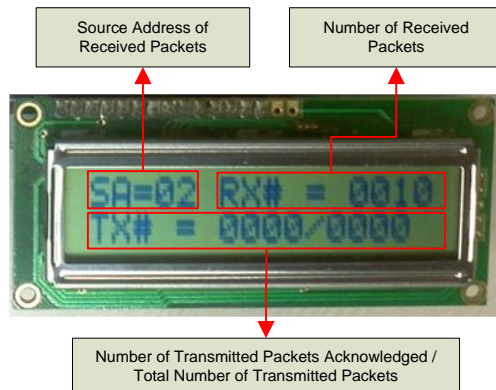 Source Address of
Received Packets
Number of Received
Packets
SA=02 RX# = 0010
TX# = 0000/0000
Number of Transmitted Packets Acknowledged /
Total Number of Transmitted Packets